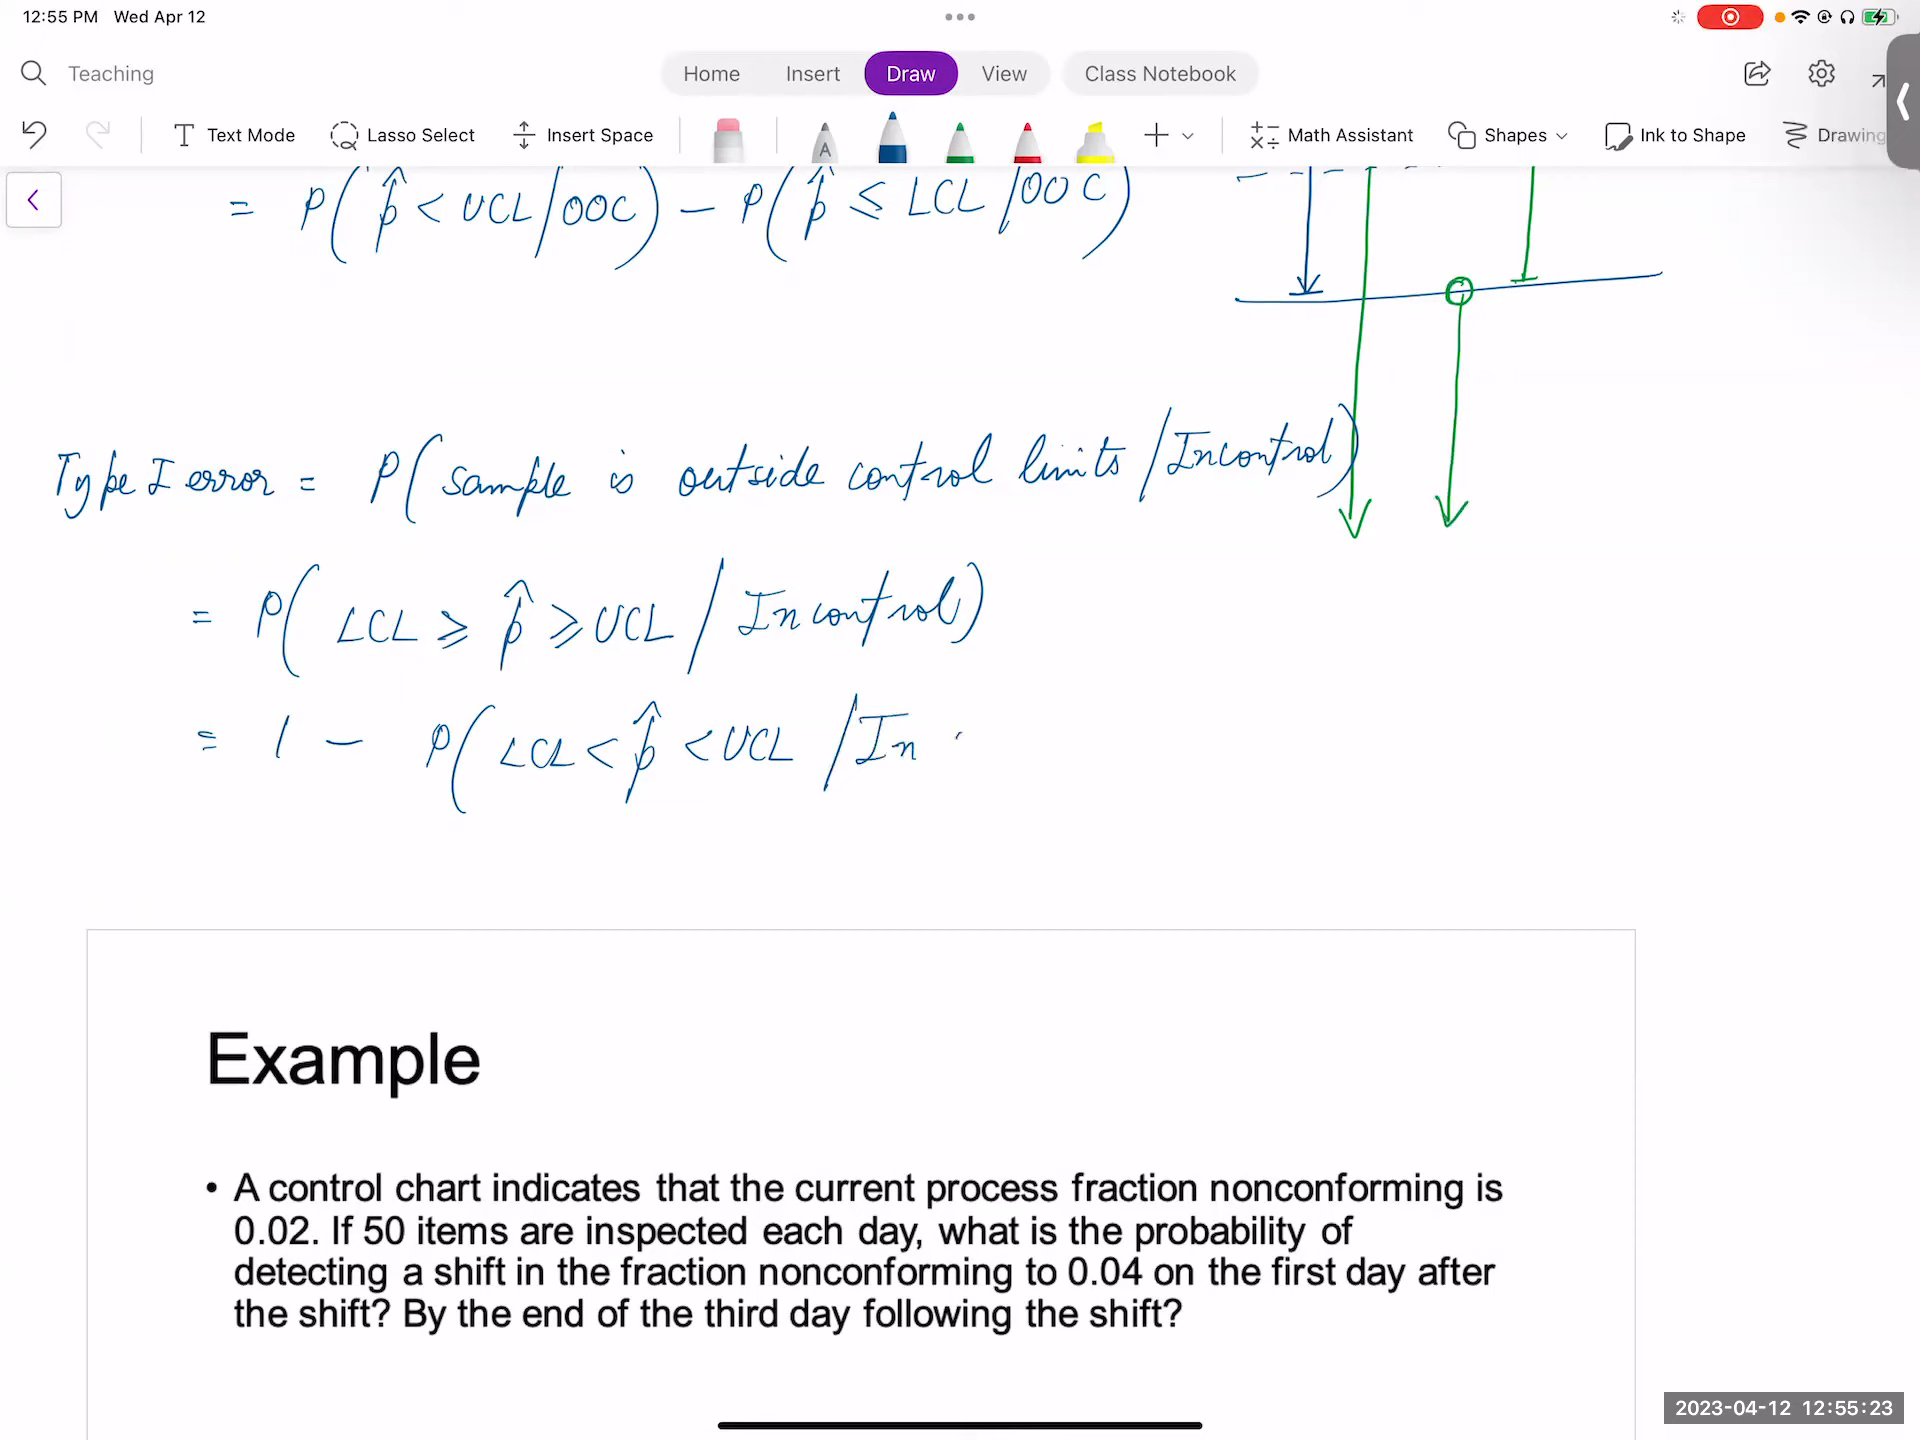 12:55 PM Wed Apr 12
Teaching
Home Insert Draw View Class Notebook
Text Mode Lasso Select Insert Space A Math Assistant Shapes Ink to Shape Drawing
= P( p̂ < UCL/OOC) - P( p̂ ≤ LCL /OOC)
Type I error = P( sample is outside control limits /Incontrol)
= P( LCL ≥ p̂ ≥ UCL / Incontrol)
= 1 - P( LCL < p̂ < UCL /In
Example
• A control chart indicates that the current process fraction nonconforming is
0.02. If 50 items are inspected each day, what is the probability of
detecting a shift in the fraction nonconforming to 0.04 on the first day after
the shift? By the end of the third day following the shift?
2023-04-12 12:55:23